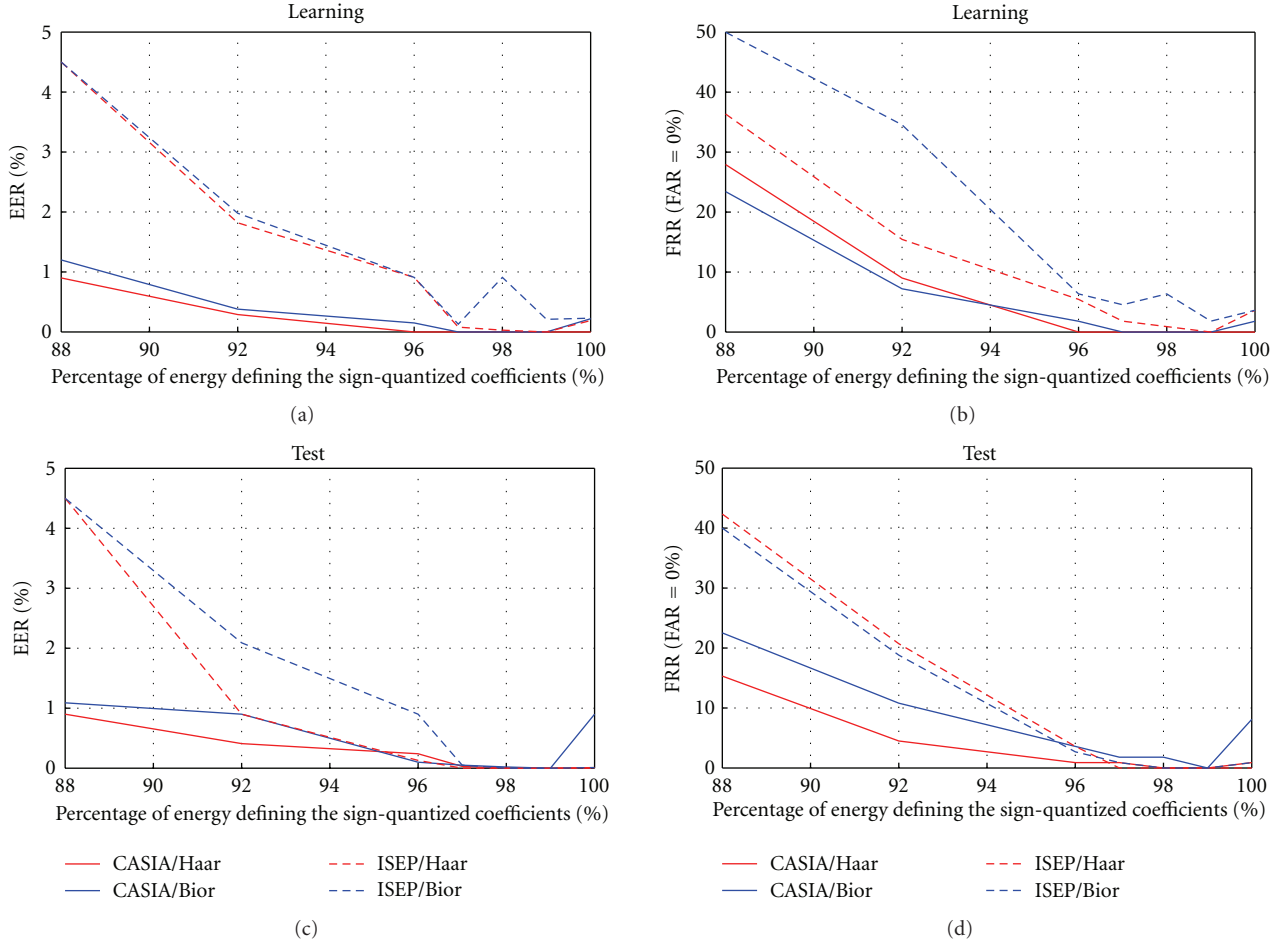 Learning
5
4
3
2
1
0
EER (%)
88 90 92 94 96 98 100
Percentage of energy defining the sign-quantized coefficients (%)
(a)
Learning
50
40
30
20
10
0
FRR (FAR = 0%)
88 90 92 94 96 98 100
Percentage of energy defining the sign-quantized coefficients (%)
(b)
Test
5
4
3
2
1
0
EER (%)
88 90 92 94 96 98 100
Percentage of energy defining the sign-quantized coefficients (%)
CASIA/Haar ISEP/Haar
CASIA/Bior ISEP/Bior
(c)
Test
50
40
30
20
10
0
FRR (FAR = 0%)
88 90 92 94 96 98 100
Percentage of energy defining the sign-quantized coefficients (%)
CASIA/Haar ISEP/Haar
CASIA/Bior ISEP/Bior
(d)